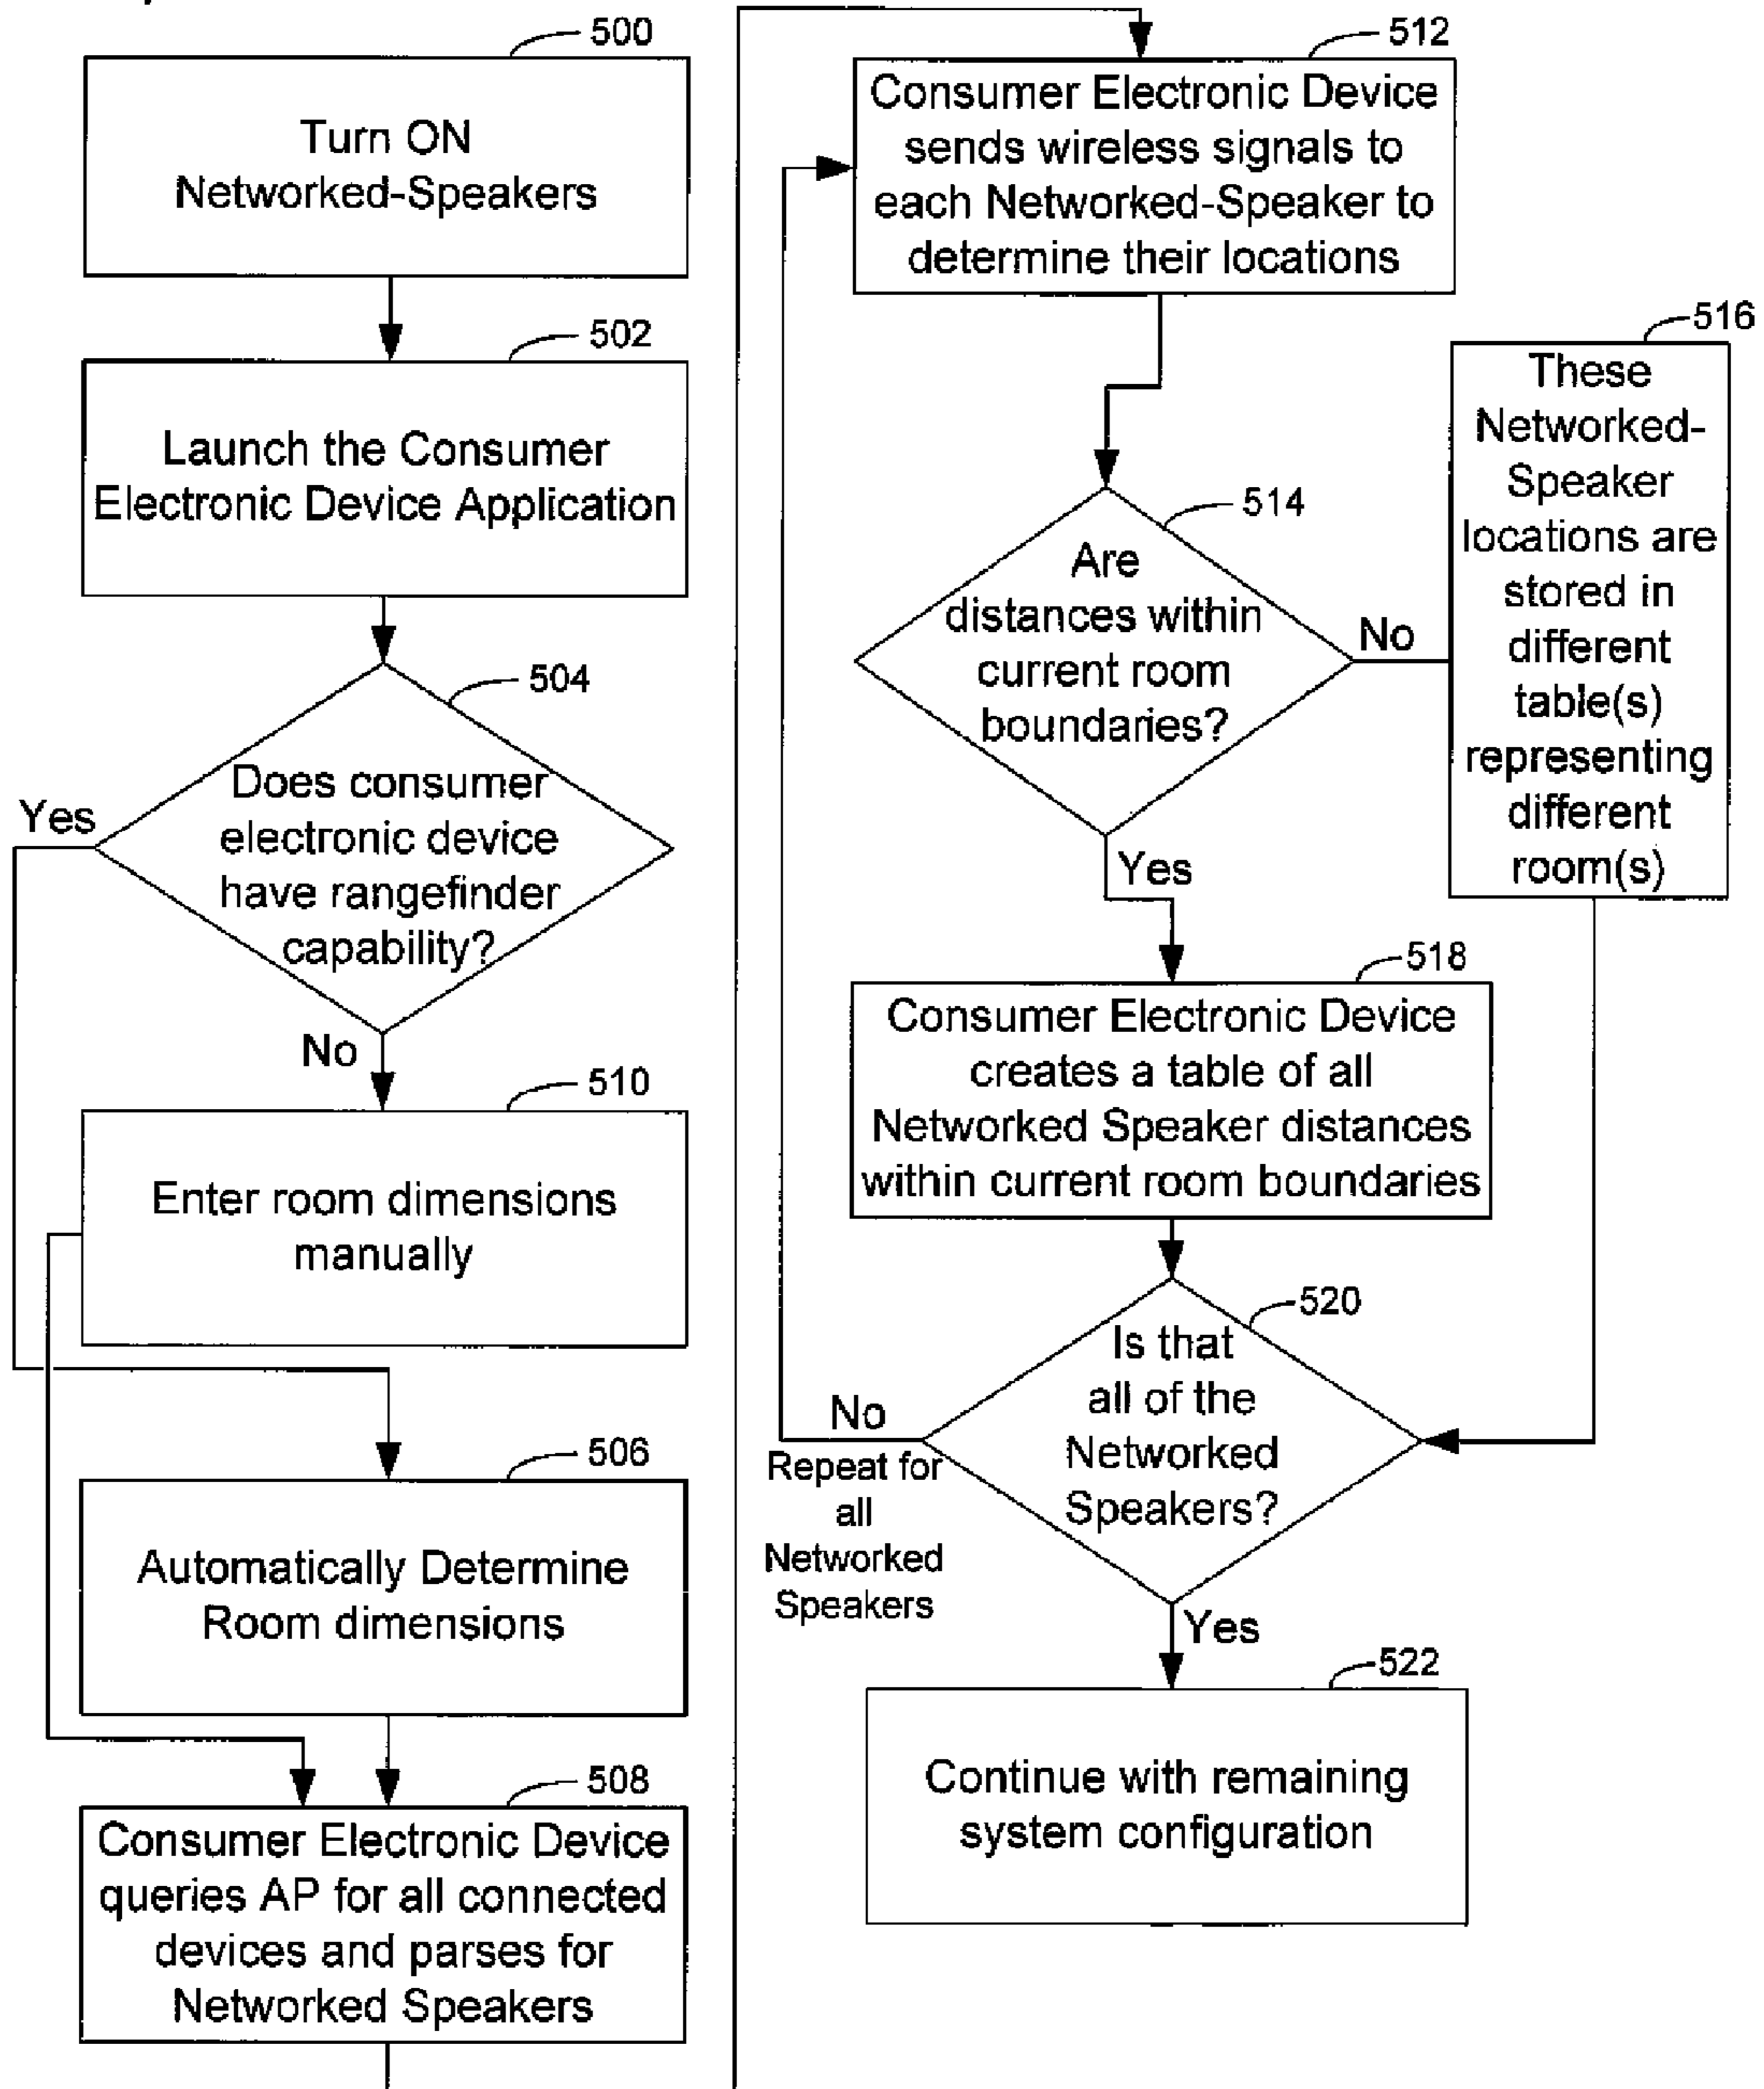 500
Turn ON
Networked-Speakers
502
Launch the Consumer
Electronic Device Application
504
Does consumer
electronic device
have rangefinder
capability?
Yes
No
510
Enter room dimensions
manually
506
Automatically Determine
Room dimensions
508
Consumer Electronic Device
queries AP for all connected
devices and parses for
Networked Speakers
512
Consumer Electronic Device
sends wireless signals to
each Networked-Speaker to
determine their locations
514
Are
distances within
current room
boundaries?
No
Yes
516
These
Networked-
Speaker
locations are
stored in
different
table(s)
representing
different
room(s)
518
Consumer Electronic Device
creates a table of all
Networked Speaker distances
within current room boundaries
520
Is that
all of the
Networked
Speakers?
No
Repeat for
all
Networked
Speakers
Yes
522
Continue with remaining
system configuration